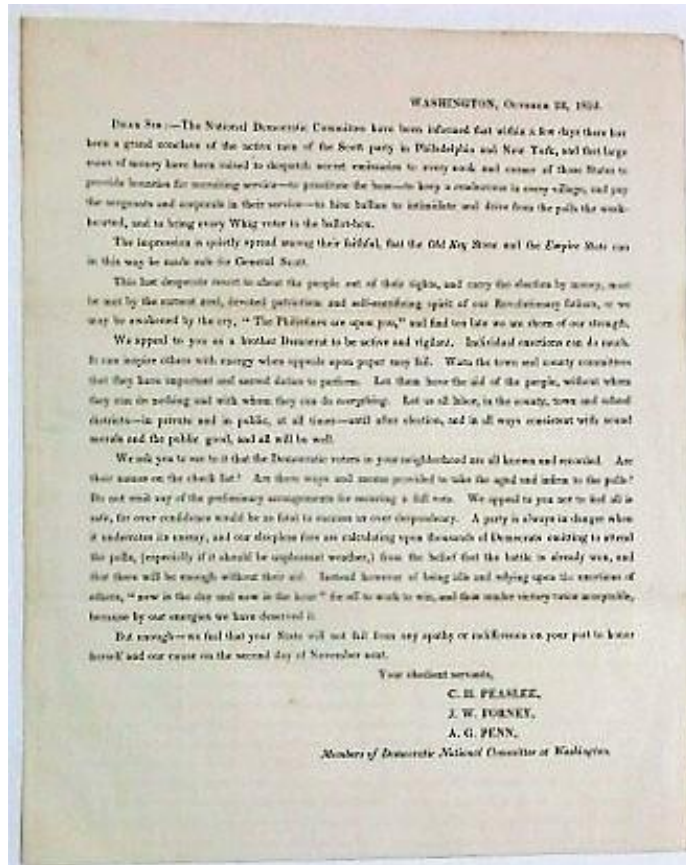 WASHINGTON, October 23, 1852.
Dear Sir:—The National Democratic Committee have been informed that within a few days there has
been a grand conclave of the active men of the Scott party in Philadelphia and New York, and that large
sums of money have been raised to despatch secret emissaries to every nook and corner of those States to
provide bounties for recruiting service—to the base—to keep a rendezvous in every village, and pay
the sergeants and corporals in their service—to hire bullies to intimidate and drive from the polls the weak-
hearted, and to bring every Whig voter to the ballot-box.
The impression is quietly spread among their faithful, that the Old Key Stone and the Empire State can
in this way be made safe for General Scott.
This last desperate resort to cheat the people out of their rights, and carry the election by money, must
be met by the utmost zeal, devoted patriotism and self-sacrificing spirit of our Revolutionary fathers, or we
may be awakened by the cry, "The Philistines are upon you," and find too late we are shorn of our strength.
We appeal to you as a brother Democrat to be active and vigilant. Individual exertions can do much.
It can inspire others with energy when appeals upon paper may fail. Warn the town and county committees
that they have important and sacred duties to perform. Let them have the aid of the people, without whom
they can do nothing and with whom they can do everything. Let us all labor, in the county, town and school
districts—in private and in public, at all times—until after election, and in all ways consistent with sound
morals and the public good, and all will be well.
We ask you to see to it that the Democratic voters in your neighborhood are all known and recorded. Are
their names on the check list? Are there ways and means provided to take the aged and infirm to the polls?
Do not omit any of the preliminary arrangements for securing a full vote. We appeal to you not to feel all is
safe, for over confidence would be as fatal to success as over despondency. A party is always in danger when
it underrates its enemy, and our sleepless foes are calculating upon thousands of Democrats omitting to attend
the polls, (especially if it should be unpleasant weather,) from the belief that the battle is already won, and
that there will be enough without their aid. Instead however of being idle and relying upon the exertions of
others, "now is the day and now is the hour" for all to work to win, and thus render victory twice acceptable,
because by our energies we have deserved it.
But enough—we feel that your State will not fail from any apathy or indifference on your part to honor
herself and our cause on the second day of November next.
Your obedient servants,
C. H. PEASLEE,
J. W. FORNEY,
A. G. PENN,
Members of Democratic National Committee at Washington.